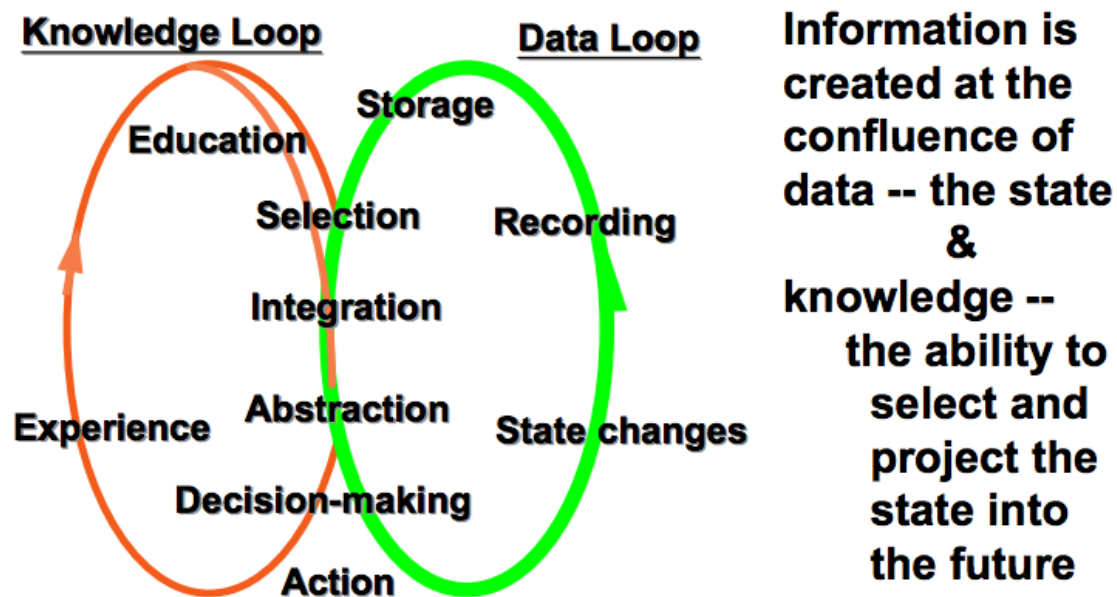 Knowledge Loop
Data Loop
Storage
Education
Selection
Recording
Integration
Abstraction
Experience
State changes
Decision-making
Action
Information is
created at the
confluence of
data -- the state
&
knowledge --
the ability to
select and
project the
state into
the future